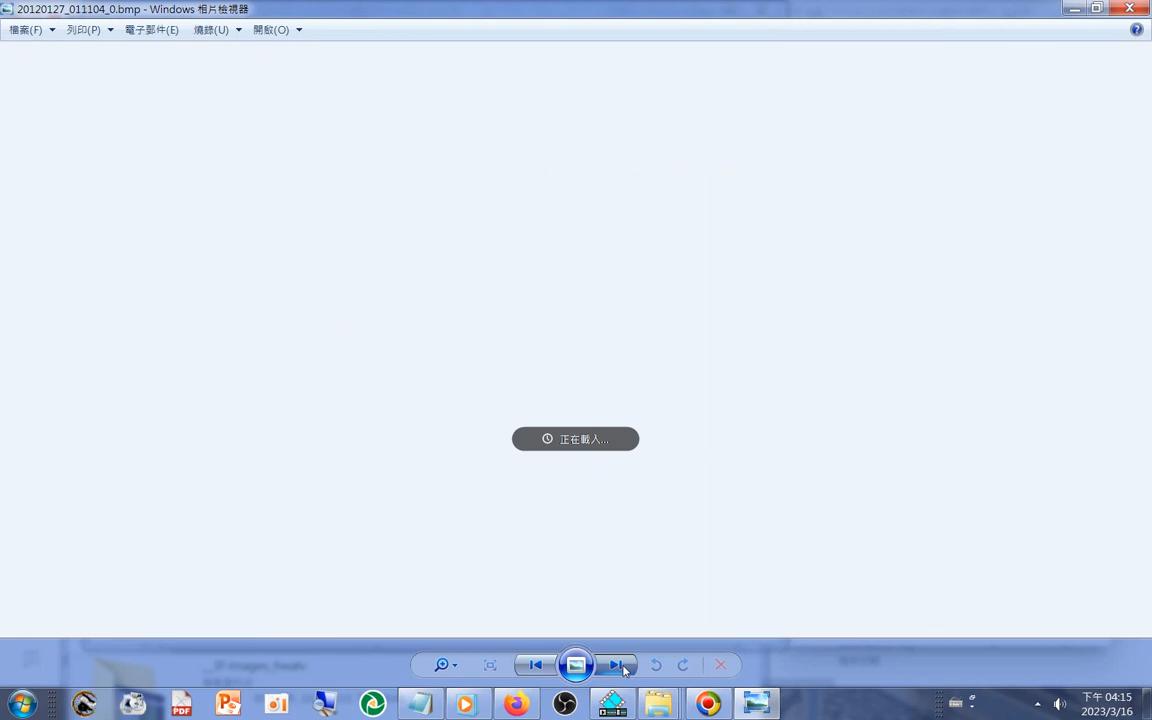 20120127_011104_0.bmp - Windows 相片檢視器
檔案(F) 列印(P) 電子郵件(E) 燒錄(U) 開啟(O)
正在載入...
下午 04:15
2023/3/16